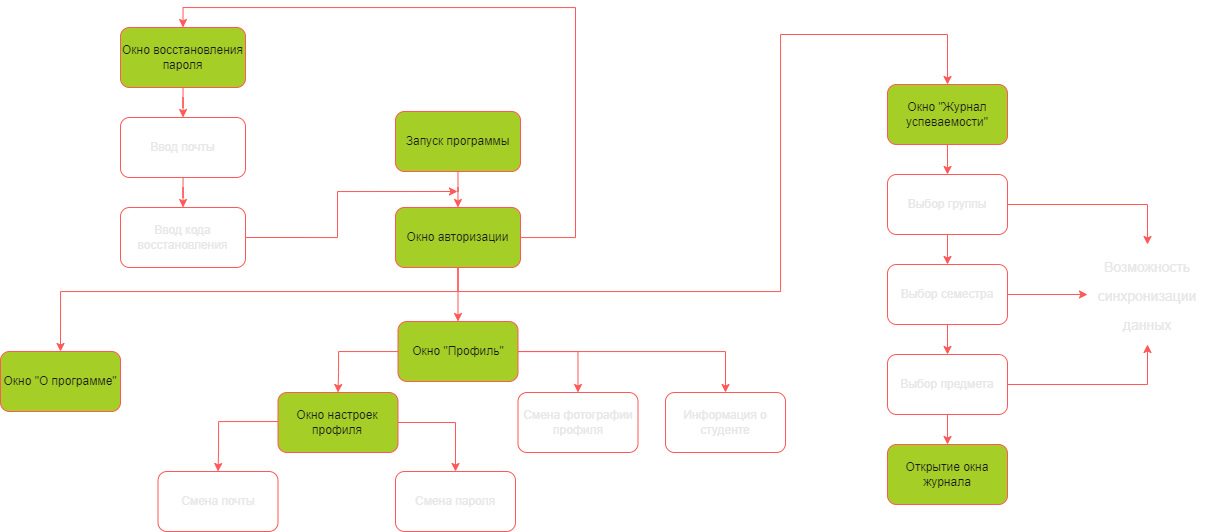 Окно восстановления
пароля
Ввод почты
Ввод кода
восстановления
Запуск программы
Окно авторизации
Окно "О программе"
Окно "Профиль"
Окно настроек
профиля
Смена фотографии
профиля
Информация о
студенте
Смена почты
Смена пароля
Окно "Журнал
успеваемости"
Выбор группы
Выбор семестра
Выбор предмета
Открытие окна
журнала
Возможность
синхронизации
данных